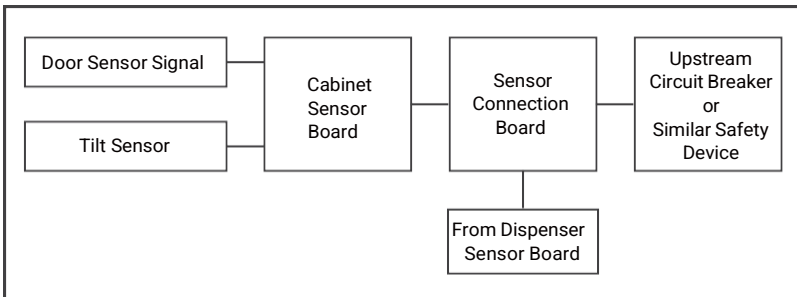 Door Sensor Signal
Tilt Sensor
Cabinet
Sensor
Board
Sensor
Connection
Board
Upstream
Circuit Breaker
or
Similar Safety
Device
From Dispenser
Sensor Board